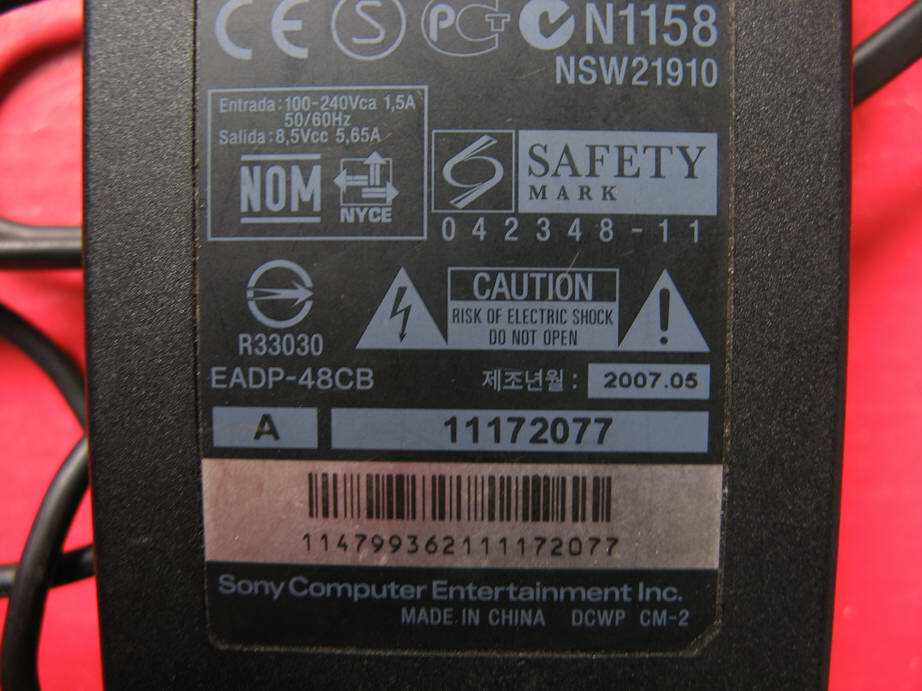 CE S PCT N1158
NSW21910
Entrada: 100-240Vca 1,5A
50/60Hz
Salida: 8,5Vcc 5,65A
NOM
NYCE
SAFETY
MARK
042348-11
R33030
CAUTION
RISK OF ELECTRIC SHOCK
DO NOT OPEN
EADP-48CB
제조년월 : 2007.05
A 11172077
114799362111172077
Sony Computer Entertainment Inc.
MADE IN CHINA DCWP CM-2